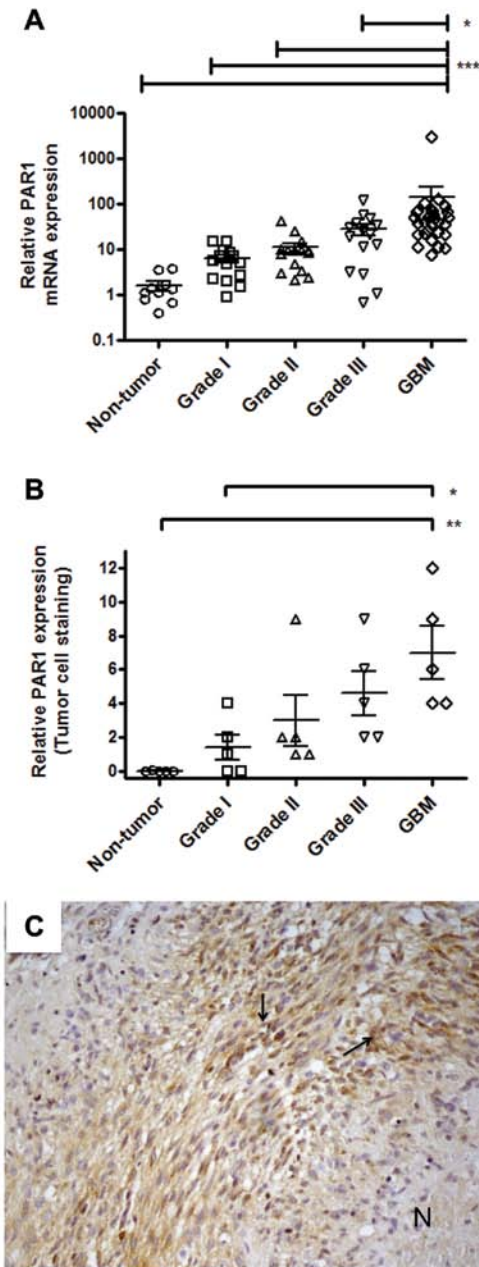 A
*
***
Relative PAR1
mRNA expression
10000
1000
100
10
1
0.1
Non-tumor
Grade I
Grade II
Grade III
GBM
B
*
**
Relative PAR1 expression
(Tumor cell staining)
12
10
8
6
4
2
0
Non-tumor
Grade I
Grade II
Grade III
GBM
C
N